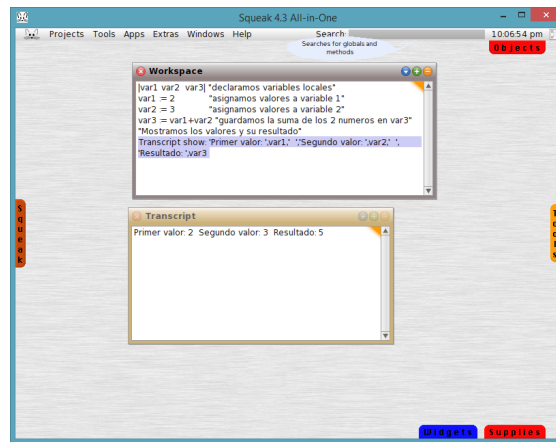 Squeak 4.3 All-in-One
Projects Tools Apps Extras Windows Help Search: 10:06:54 pm
Searches for globals and
methods
Objects
Workspace
|var1 var2 var3| "declaramos variables locales"
var1 := 2 "asignamos valores a variable 1"
var2 := 3 "asignamos valores a variable 2"
var3 := var1+var2 "guardamos la suma de los 2 numeros en var3"
"Mostramos los valores y su resultado"
Transcript show: 'Primer valor: ',var1,' ','Segundo valor: ',var2,' ',
'Resultado: ',var3
Squeak
Tools
Transcript
Primer valor: 2 Segundo valor: 3 Resultado: 5
Widgets Supplies